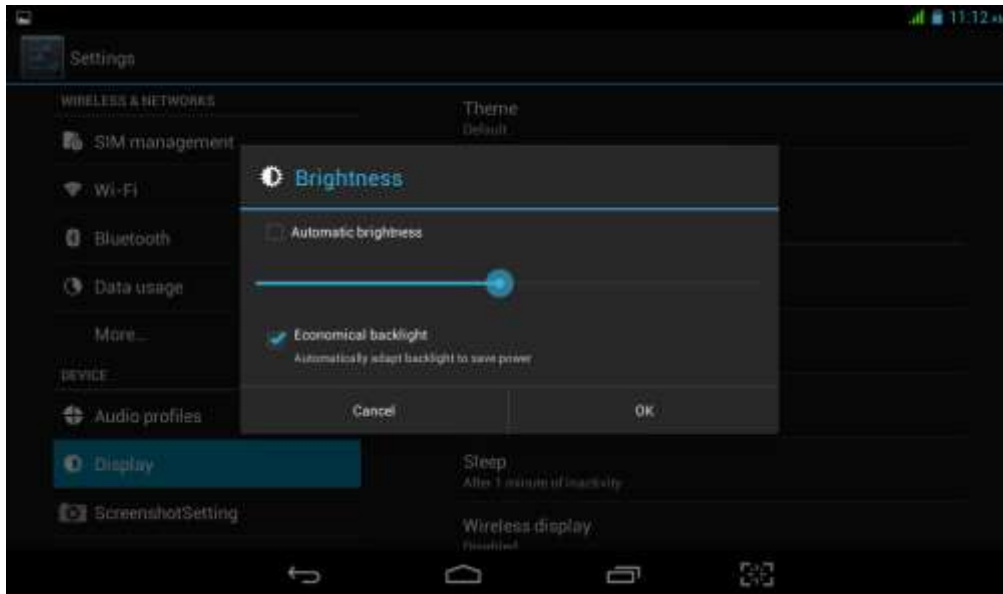 11:12 AM
Settings
WIRELESS & NETWORKS
SIM management
Wi-Fi
Bluetooth
Data usage
More...
DEVICE
Audio profiles
Display
ScreenshotSetting
Theme
Default
Brightness
Automatic brightness
Economical backlight
Automatically adapt backlight to save power
Cancel
OK
Sleep
After 1 minute of inactivity
Wireless display
Disabled